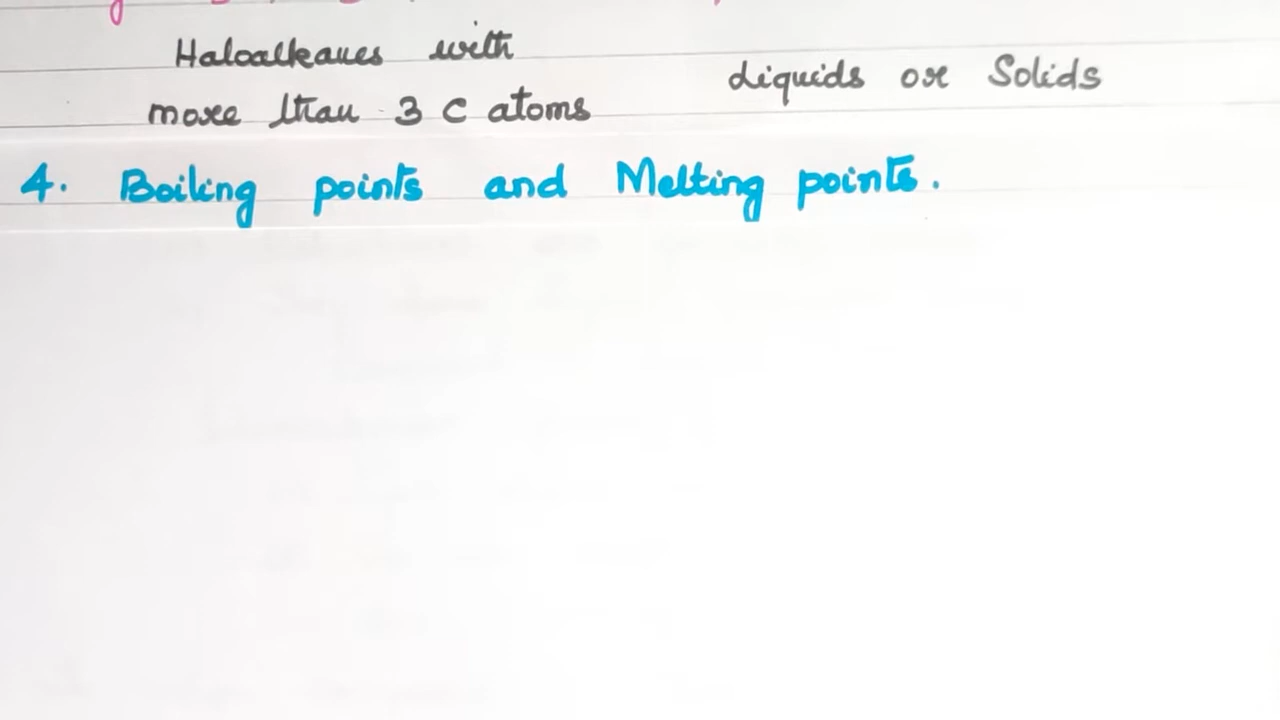 Haloalkanes with
more than 3 C atoms
liquids or Solids
4. Boiling points and Melting points.